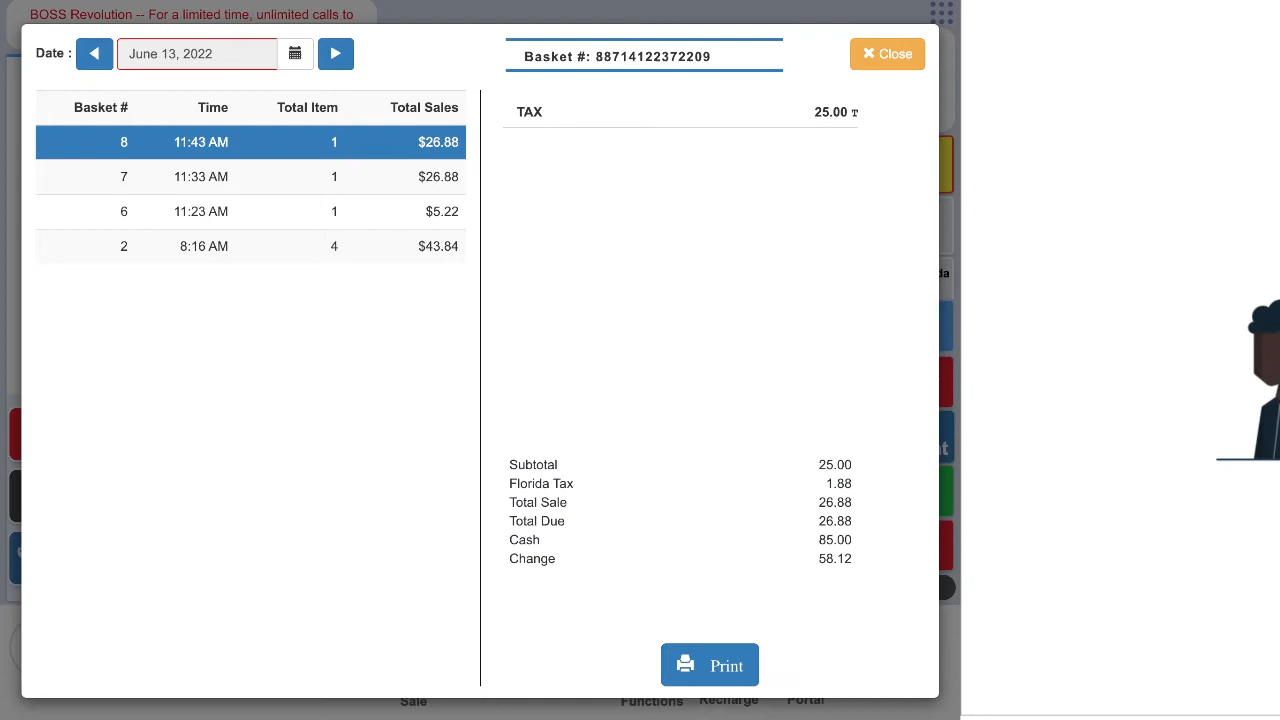 BOSS Revolution -- For a limited time, unlimited calls to
Date : June 13, 2022
Basket #: 88714122372209
Close
Basket # Time Total Item Total Sales
8 11:43 AM 1 $26.88
7 11:33 AM 1 $26.88
6 11:23 AM 1 $5.22
2 8:16 AM 4 $43.84
TAX 25.00 T
Subtotal 25.00
Florida Tax 1.88
Total Sale 26.88
Total Due 26.88
Cash 85.00
Change 58.12
Print
da
t
Sale Functions Recharge Portal